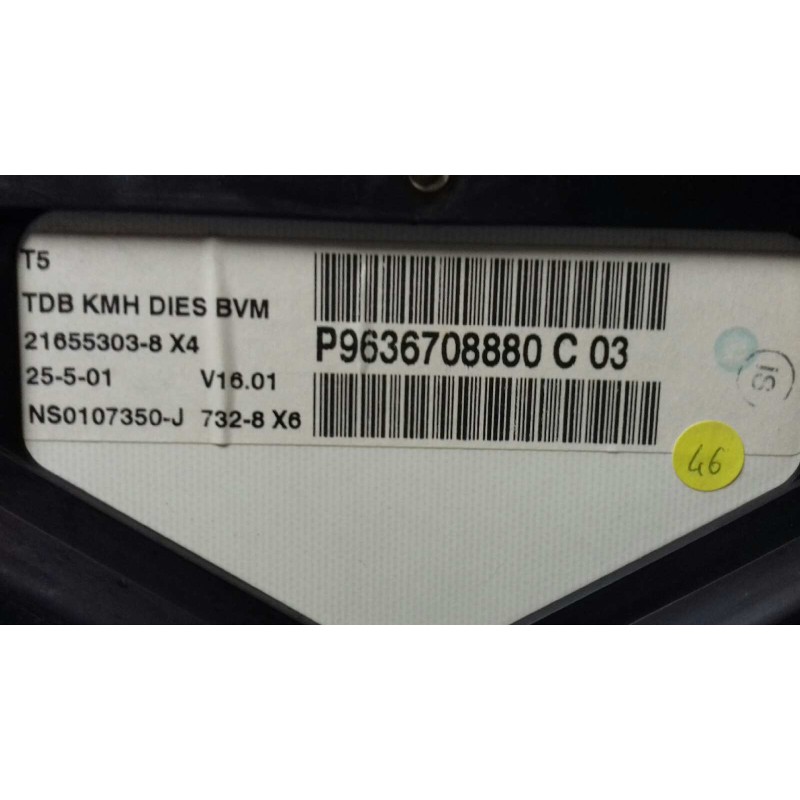 T5
TDB KMH DIES BVM
21655303-8 X4
25-5-01 V16.01
NS0107350-J 732-8 X6
P9636708880 C 03
SI
46